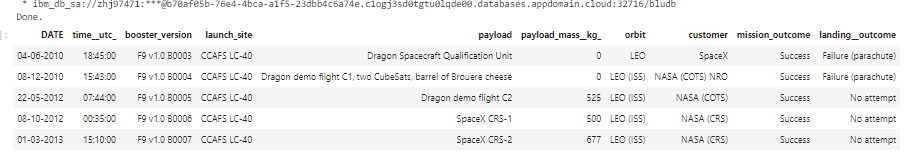 * ibm_db_sa://zhj97471:***@b70af05b-76e4-4bca-a1f5-23dbb4c6a74e.c1ogj3sd0tgtu0lqde00.databases.appdomain.cloud:32716/bludb
Done.
]: DATE time__utc_ booster_version launch_site payload payload_mass__kg_ orbit customer mission_outcome landing__outcome
04-06-2010 18:45:00 F9 v1.0 B0003 CCAFS LC-40 Dragon Spacecraft Qualification Unit 0 LEO SpaceX Success Failure (parachute)
08-12-2010 15:43:00 F9 v1.0 B0004 CCAFS LC-40 Dragon demo flight C1, two CubeSats, barrel of Brouere cheese 0 LEO (ISS) NASA (COTS) NRO Success Failure (parachute)
22-05-2012 07:44:00 F9 v1.0 B0005 CCAFS LC-40 Dragon demo flight C2 525 LEO (ISS) NASA (COTS) Success No attempt
08-10-2012 00:35:00 F9 v1.0 B0006 CCAFS LC-40 SpaceX CRS-1 500 LEO (ISS) NASA (CRS) Success No attempt
01-03-2013 15:10:00 F9 v1.0 B0007 CCAFS LC-40 SpaceX CRS-2 677 LEO (ISS) NASA (CRS) Success No attempt